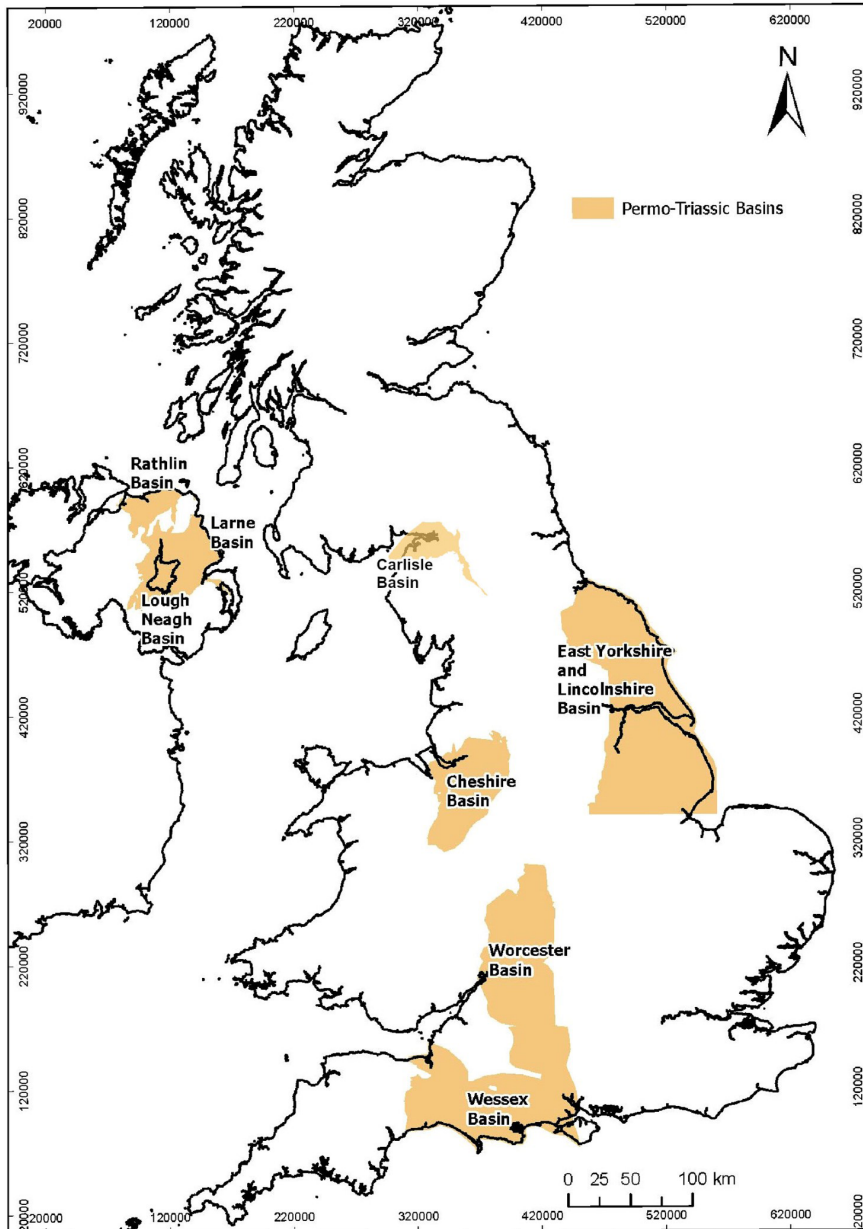 20000 120000 220000 320000 420000 520000 620000
N
920000 920000
Permo-Triassic Basins
820000 820000
720000 720000
620000 620000
Rathlin
Basin
Larne
Basin
Carlisle
Basin
520000 520000
Lough
Neagh
Basin
East Yorkshire
and
Lincolnshire
Basin
420000 420000
Cheshire
Basin
320000 320000
Worcester
Basin
220000 220000
120000 120000
Wessex
Basin
0 25 50 100 km
20000 20000
20000 120000 220000 320000 420000 520000 620000